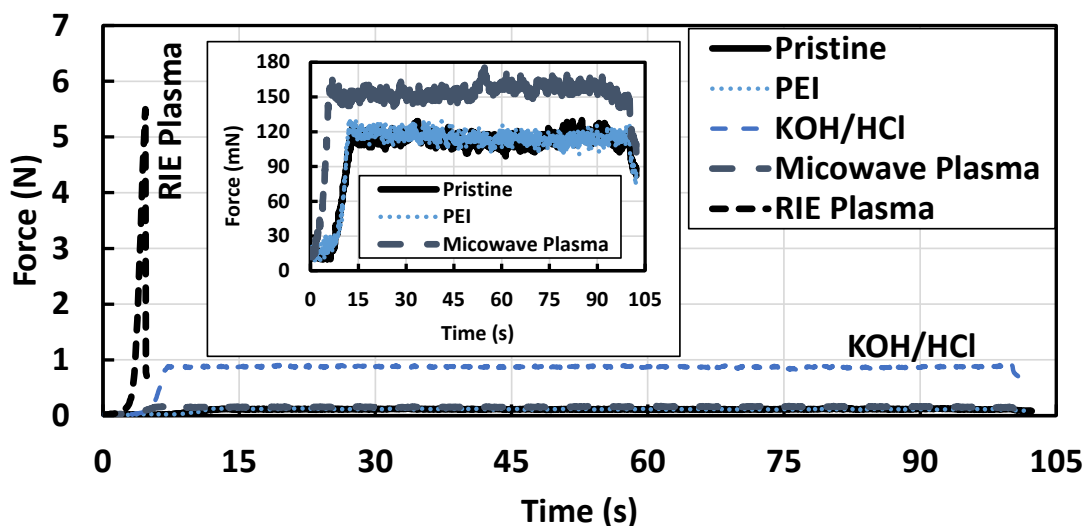 Force (N)
7
6
5
4
3
2
1
0
0 15 30 45 60 75 90 105
Time (s)
RIE Plasma
KOH/HCl
Pristine
PEI
KOH/HCl
Micowave Plasma
RIE Plasma
Force (mN)
180
150
120
90
60
30
0
0 15 30 45 60 75 90 105
Time (s)
Pristine
PEI
Micowave Plasma